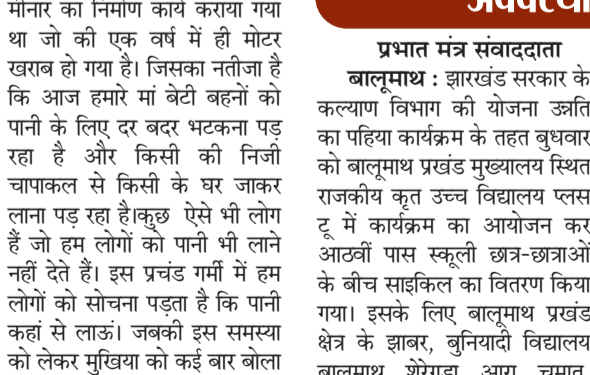 मीनार का निर्माण कार्य कराया गया
था जो की एक वर्ष में ही मोटर
खराब हो गया है। जिसका नतीजा है
कि आज हमारे मां बेटी बहनों को
पानी के लिए दर बदर भटकना पड़
रहा है और किसी की निजी
चापाकल से किसी के घर जाकर
लाना पड़ रहा है।कुछ ऐसे भी लोग
हैं जो हम लोगों को पानी भी लाने
नहीं देते हैं। इस प्रचंड गर्मी में हम
लोगों को सोचना पड़ता है कि पानी
कहां से लाऊं। जबकी इस समस्या
को लेकर मुखिया को कई बार बोला
प्रभात मंत्र संवाददाता
बालूमाथ : झारखंड सरकार के
कल्याण विभाग की योजना उन्नति
का पहिया कार्यक्रम के तहत बुधवार
को बालूमाथ प्रखंड मुख्यालय स्थित
राजकीय कृत उच्च विद्यालय प्लस
टू में कार्यक्रम का आयोजन कर
आठवीं पास स्कूली छात्र-छात्राओं
के बीच साइकिल का वितरण किया
गया। इसके लिए बालूमाथ प्रखंड
क्षेत्र के झाबर, बुनियादी विद्यालय
बालूमाथ